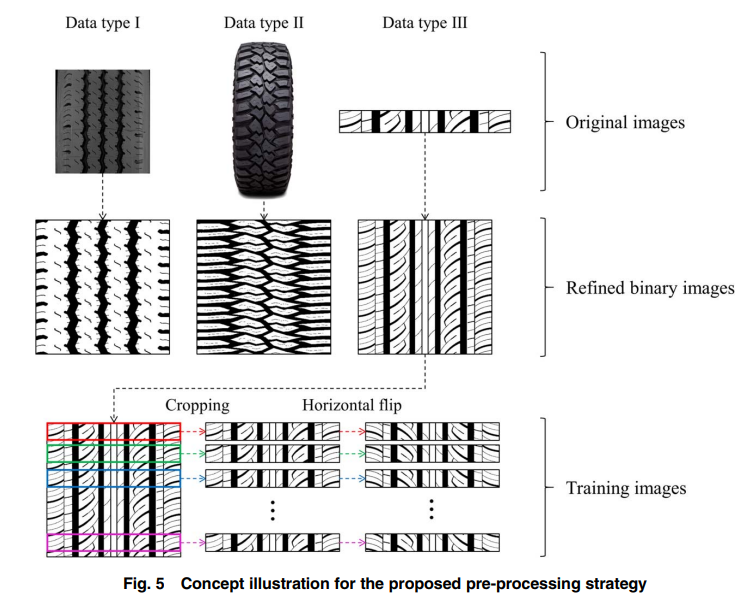 Data type I
Data type II
Data type III
Original images
Refined binary images
Cropping
Horizontal flip
Training images
Fig. 5 Concept illustration for the proposed pre-processing strategy